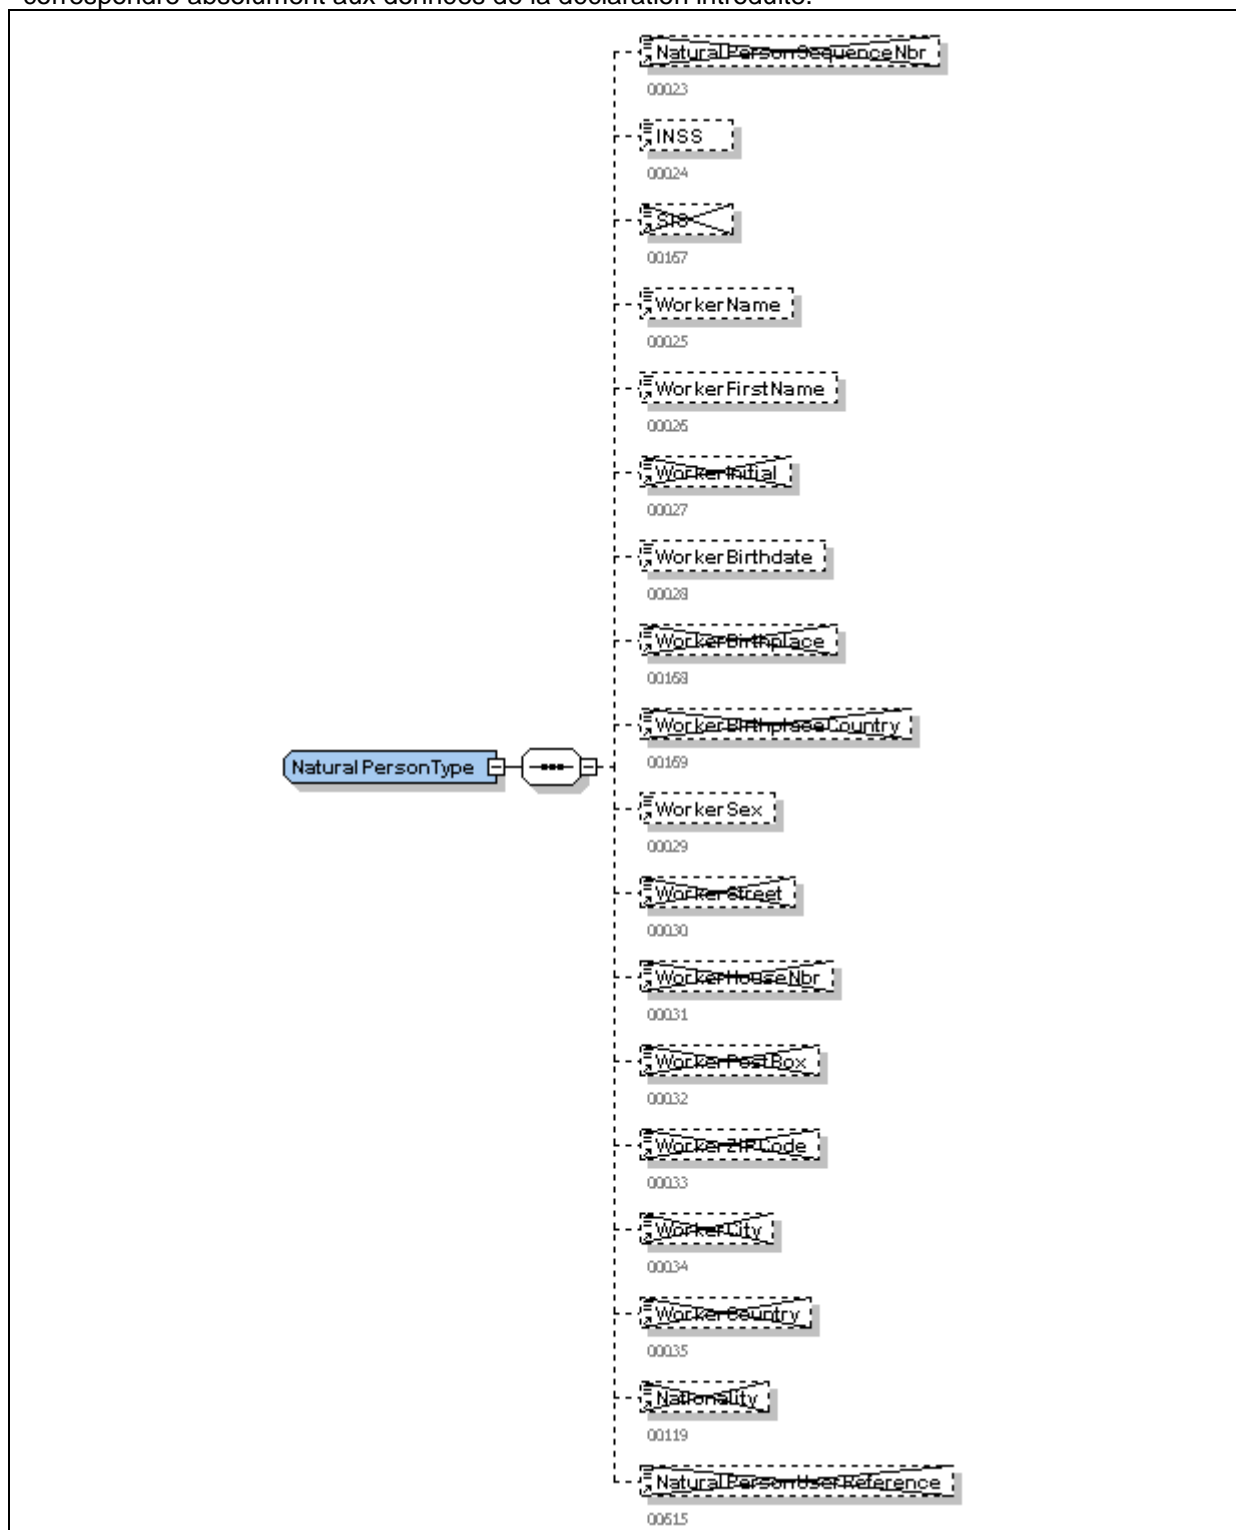 correspondre absolument aux données de la déclaration introduite.
NaturalPersonSequenceNbr
00023
INSS
00024
SIS
00167
WorkerName
00025
WorkerFirstName
00026
WorkerInitial
00027
WorkerBirthdate
00028
WorkerBirthplace
00168
WorkerBirthplaceCountry
00169
NaturalPersonType
WorkerSex
00029
WorkerStreet
00030
WorkerHouseNbr
00031
WorkerPostBox
00032
WorkerZIPCode
00033
WorkerCity
00034
WorkerCountry
00035
Nationality
00119
NaturalPersonUserReference
00615